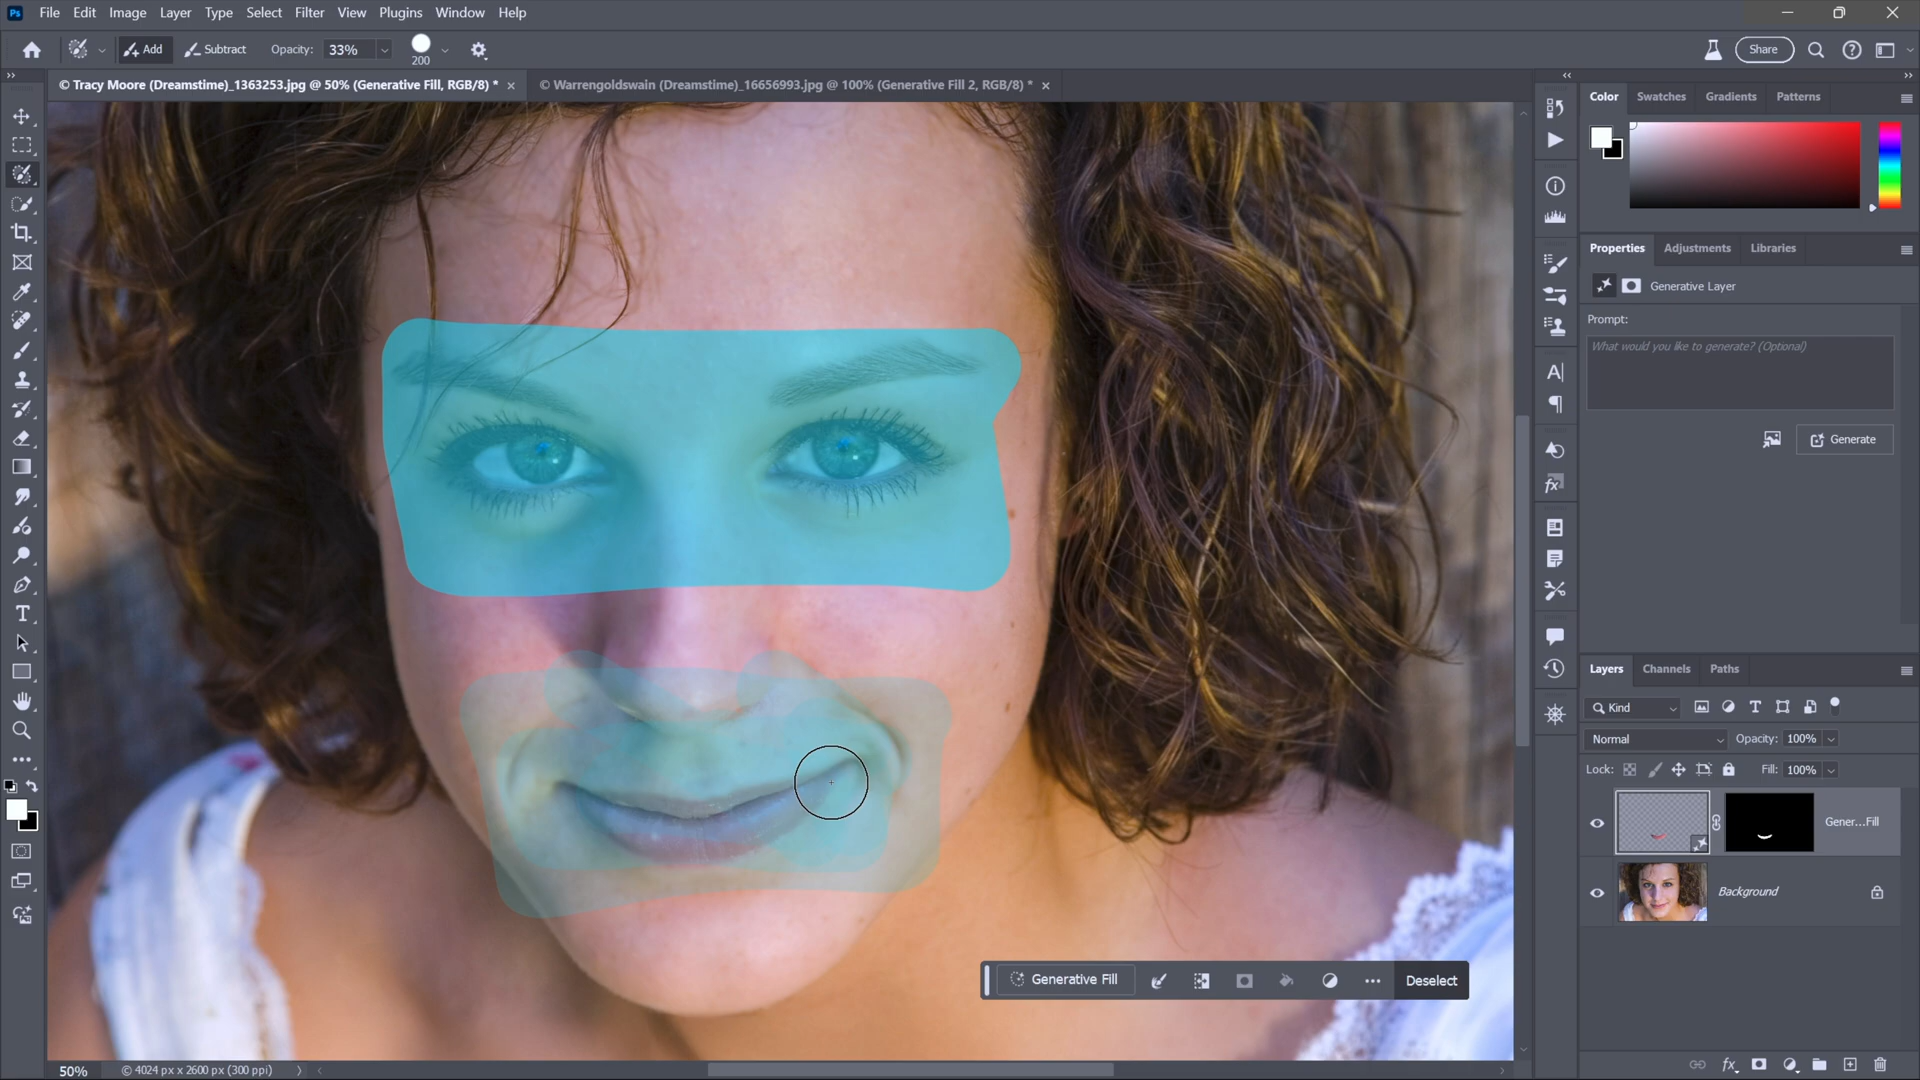 Ps File Edit Image Layer Type Select Filter View Plugins Window Help
Add Subtract Opacity: 33% 200 Share
© Tracy Moore (Dreamstime)_1363253.jpg @ 50% (Generative Fill, RGB/8) * © Warrengoldswain (Dreamstime)_16656993.jpg @ 100% (Generative Fill 2, RGB/8) *
Color Swatches Gradients Patterns
Properties Adjustments Libraries
Generative Layer
Prompt:
What would you like to generate? (Optional)
Generate
Layers Channels Paths
Kind
Normal Opacity: 100%
Lock: Fill: 100%
Gener...Fill
Background
Generative Fill Deselect
50% © 4024 px x 2600 px (300 ppi)